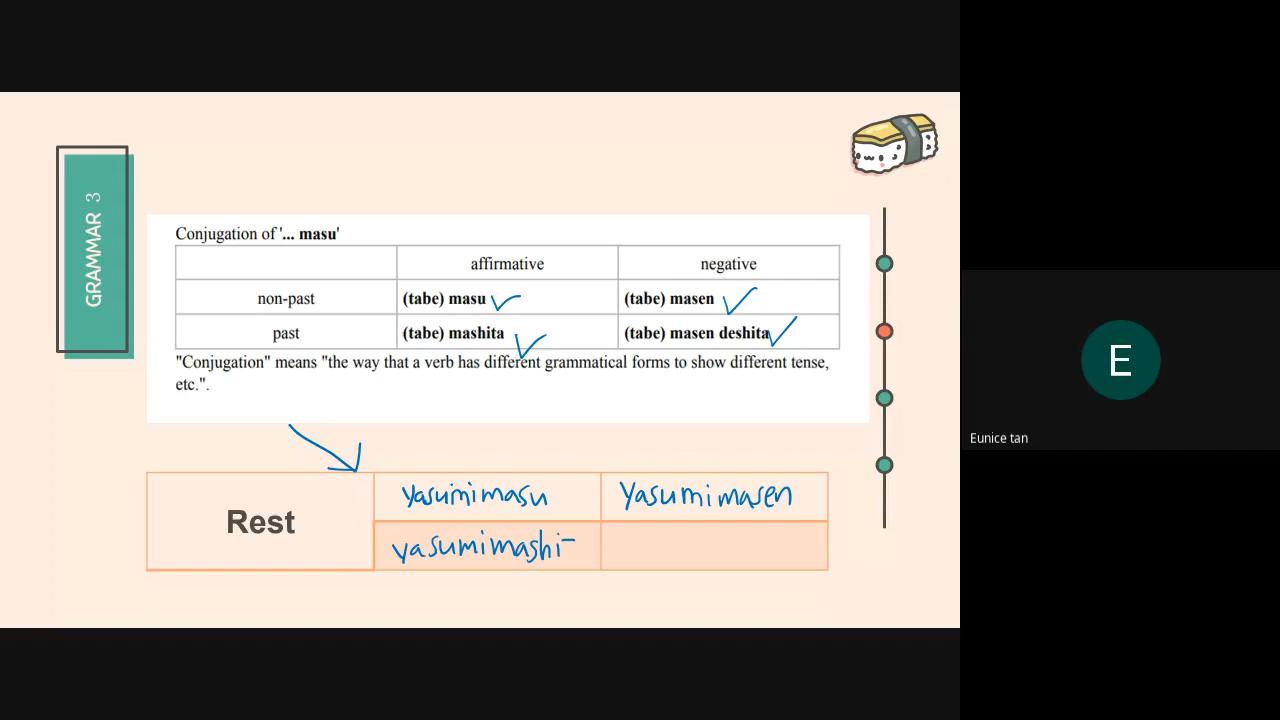 GRAMMAR 3
Conjugation of '... masu'
affirmative negative
non-past (tabe) masu (tabe) masen
past (tabe) mashita (tabe) masen deshita
"Conjugation" means "the way that a verb has different grammatical forms to show different tense,
etc.".
Rest
yasumimasu Yasumimasen
yasumimashi
E
Eunice tan